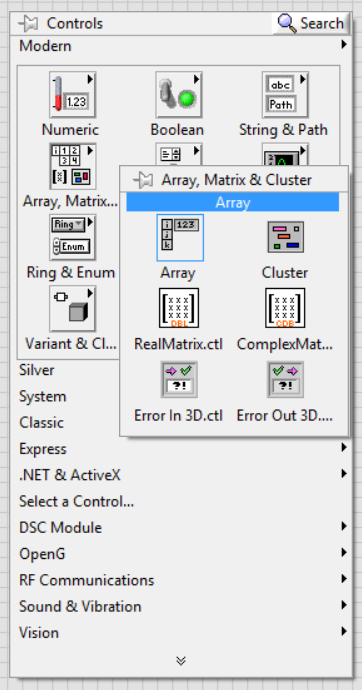 Controls
Search
Modern
1.23
abc
Path
Numeric
Boolean
String & Path
Array, Matrix & Cluster
Array, Matrix...
Array
Ring
Enum
Ring & Enum
Array
Cluster
DBL
CDB
Variant & Cl...
RealMatrix.ctl
ComplexMat...
Silver
System
?!
?!
Classic
Error In 3D.ctl
Error Out 3D....
Express
.NET & ActiveX
Select a Control...
DSC Module
OpenG
RF Communications
Sound & Vibration
Vision